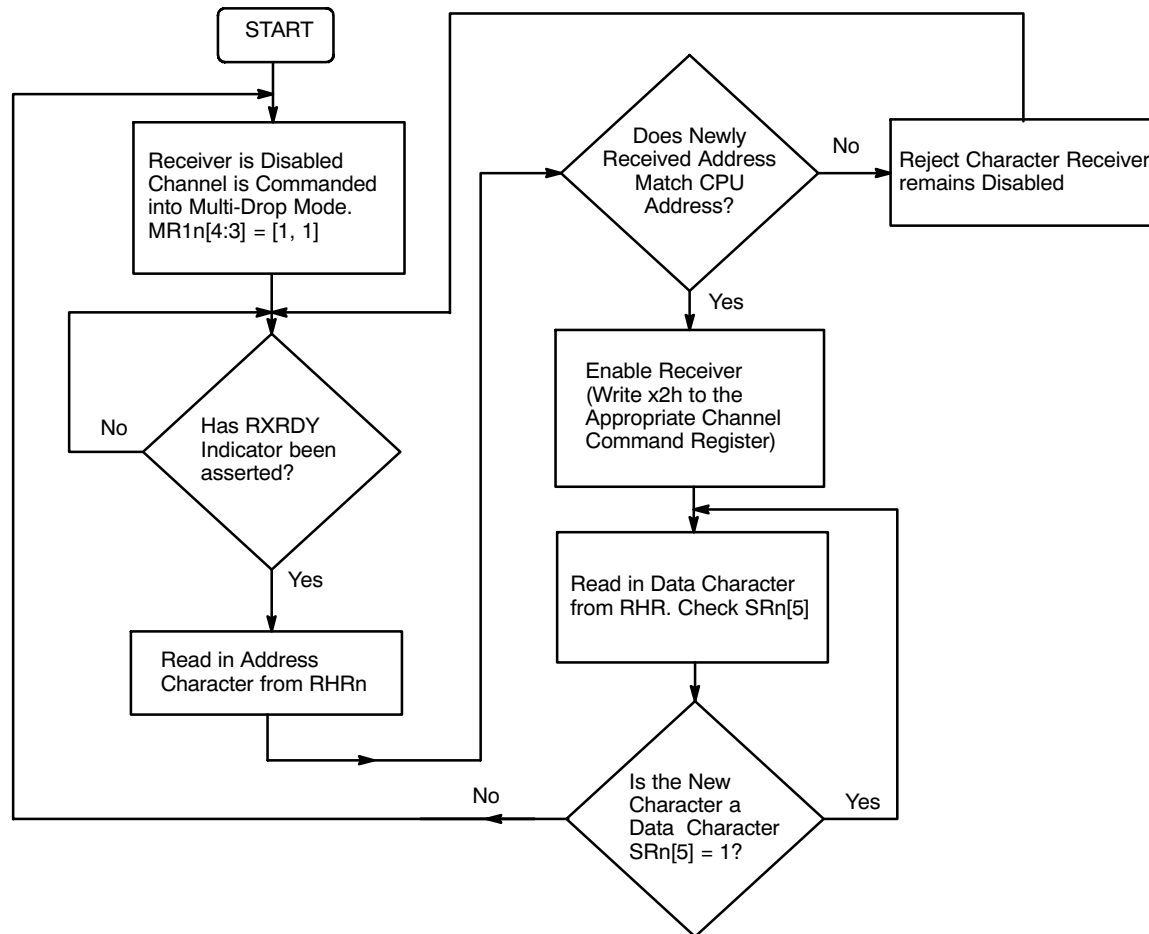 START
Receiver is Disabled
Channel is Commanded
into Multi-Drop Mode.
MR1n[4:3] = [1, 1]
Has RXRDY
Indicator been
asserted?
No
Yes
Read in Address
Character from RHRn
Does Newly
Received Address
Match CPU
Address?
No
Reject Character Receiver
remains Disabled
Yes
Enable Receiver
(Write x2h to the
Appropriate Channel
Command Register)
Read in Data Character
from RHR. Check SRn[5]
Is the New
Character a
Data Character
SRn[5] = 1?
Yes
No